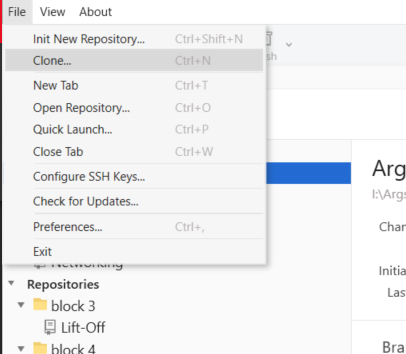 File View About
Init New Repository... Ctrl+Shift+N
Clone... Ctrl+N
New Tab Ctrl+T
Open Repository... Ctrl+O
Quick Launch... Ctrl+P
Close Tab Ctrl+W
Configure SSH Keys...
Check for Updates...
Preferences... Ctrl+,
Exit
Networking
Repositories
block 3
Lift-Off
block 4
sh
Arg
I:\Args
Char
Initia
Las
Bra